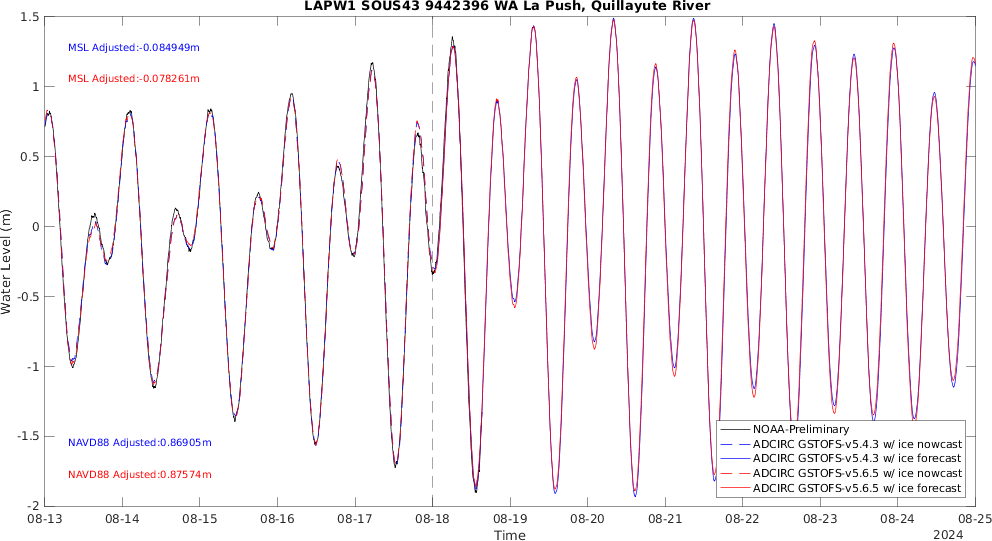 LAPW1 SOUS43 9442396 WA La Push, Quillayute River
MSL Adjusted:-0.084949m
MSL Adjusted:-0.078261m
NAVD88 Adjusted:0.86905m
NAVD88 Adjusted:0.87574m
Water Level (m)
1.5
1
0.5
0
-0.5
-1
-1.5
-2
NOAA-Preliminary
ADCIRC GSTOFS-v5.4.3 w/ ice nowcast
ADCIRC GSTOFS-v5.4.3 w/ ice forecast
ADCIRC GSTOFS-v5.6.5 w/ ice nowcast
ADCIRC GSTOFS-v5.6.5 w/ ice forecast
08-13 08-14 08-15 08-16 08-17 08-18 08-19 08-20 08-21 08-22 08-23 08-24 08-25
Time
2024